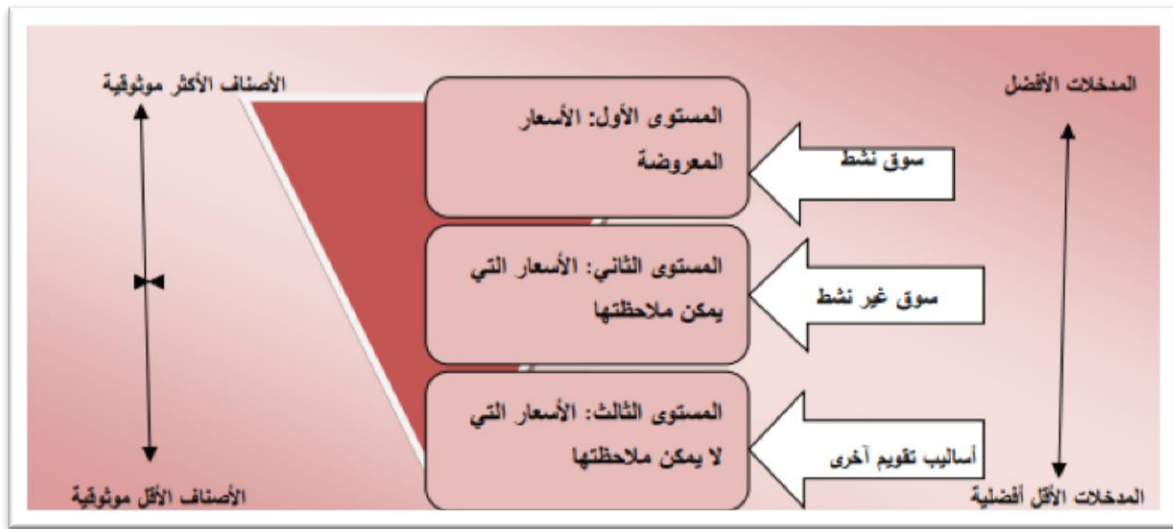 المدخلات الأفضل
الأصناف الأكثر موثوقية
المستوى الأول: الأسعار
المعروضة
سوق نشط
المستوى الثاني: الأسعار التي
يمكن ملاحظتها
سوق غير نشط
المستوى الثالث: الأسعار التي
لا يمكن ملاحظتها
أساليب تقويم آخرى
المدخلات الأقل أفضلية
الأصناف الأقل موثوقية